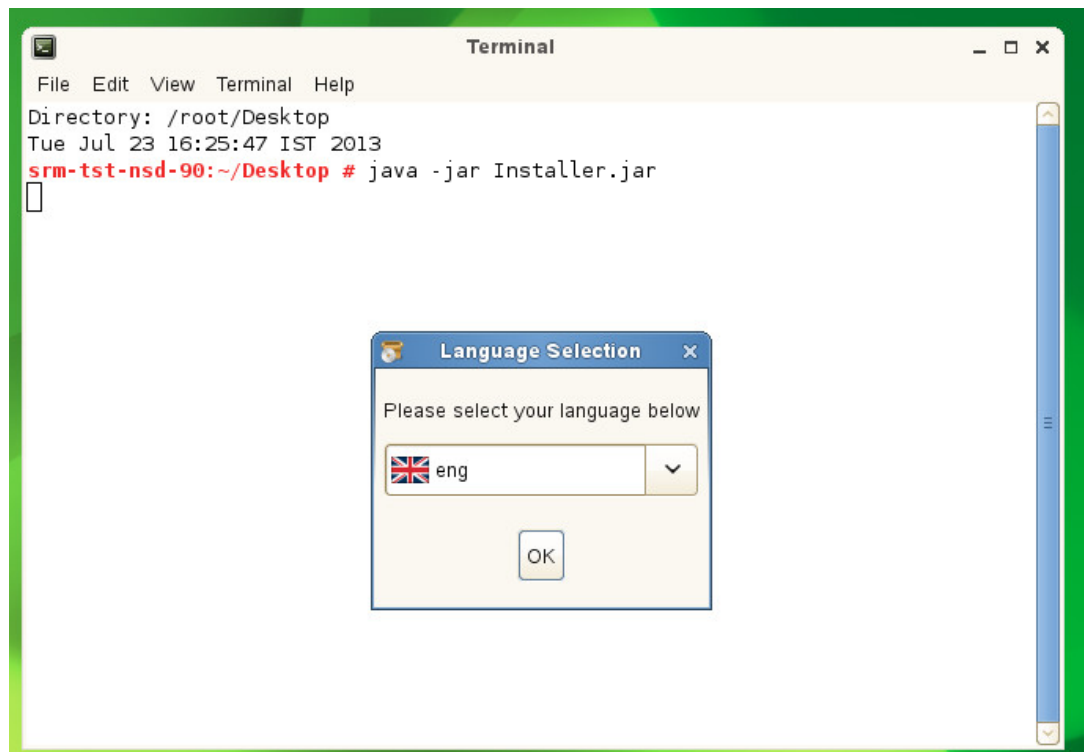 Terminal
File Edit View Terminal Help
Directory: /root/Desktop
Tue Jul 23 16:25:47 IST 2013
srm-tst-nsd-90:~/Desktop # java -jar Installer.jar
Language Selection
Please select your language below
eng
OK